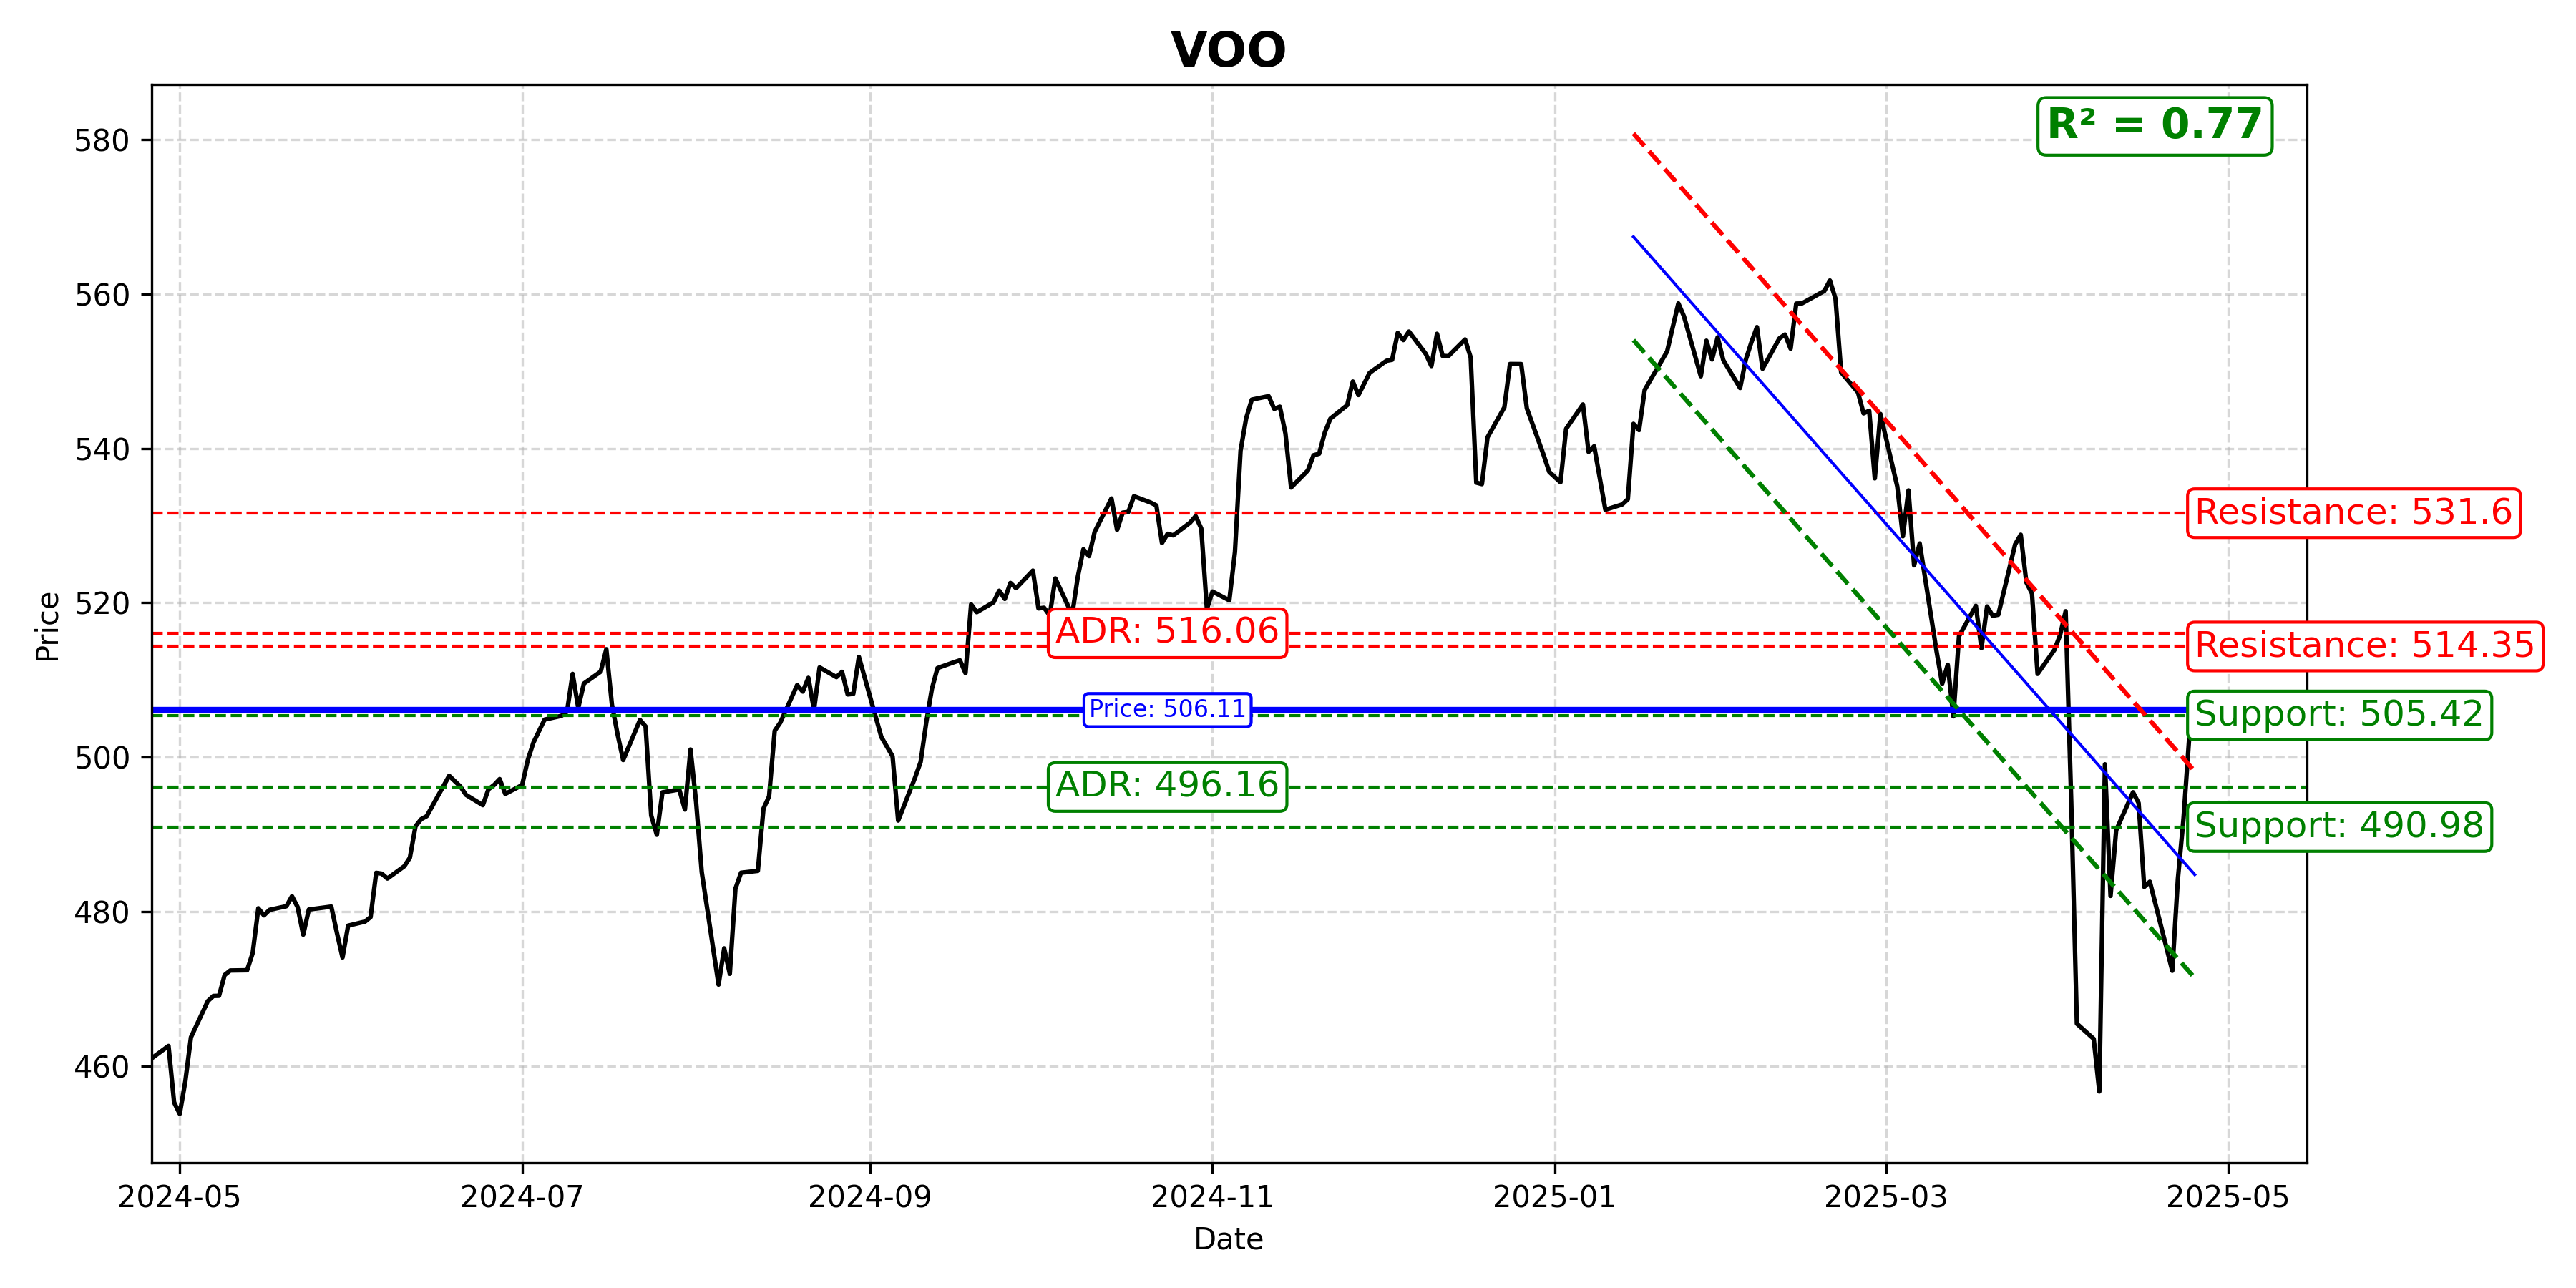 VOO
R² = 0.77
580
560
540
520
500
480
460
Price
Resistance: 531.6
ADR: 516.06
Resistance: 514.35
Price: 506.11
Support: 505.42
ADR: 496.16
Support: 490.98
2024-05
2024-07
2024-09
2024-11
2025-01
2025-03
2025-05
Date